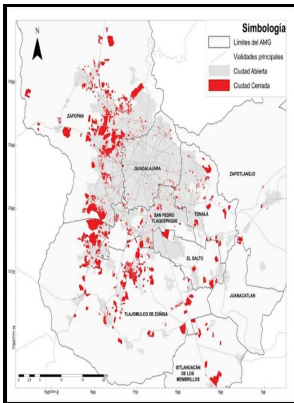 Simbología
Límites del AMG
Vialidades principales
Ciudad Abierta
Ciudad Cerrada
N
ZAPOPAN
GUADALAJARA
ZAPOTLANEJO
SAN PEDRO
TLAQUEPAQUE
TONALÁ
EL SALTO
JUANACATLÁN
TLAJOMULCO DE ZÚÑIGA
IXTLAHUACÁN
DE LOS
MEMBRILLOS